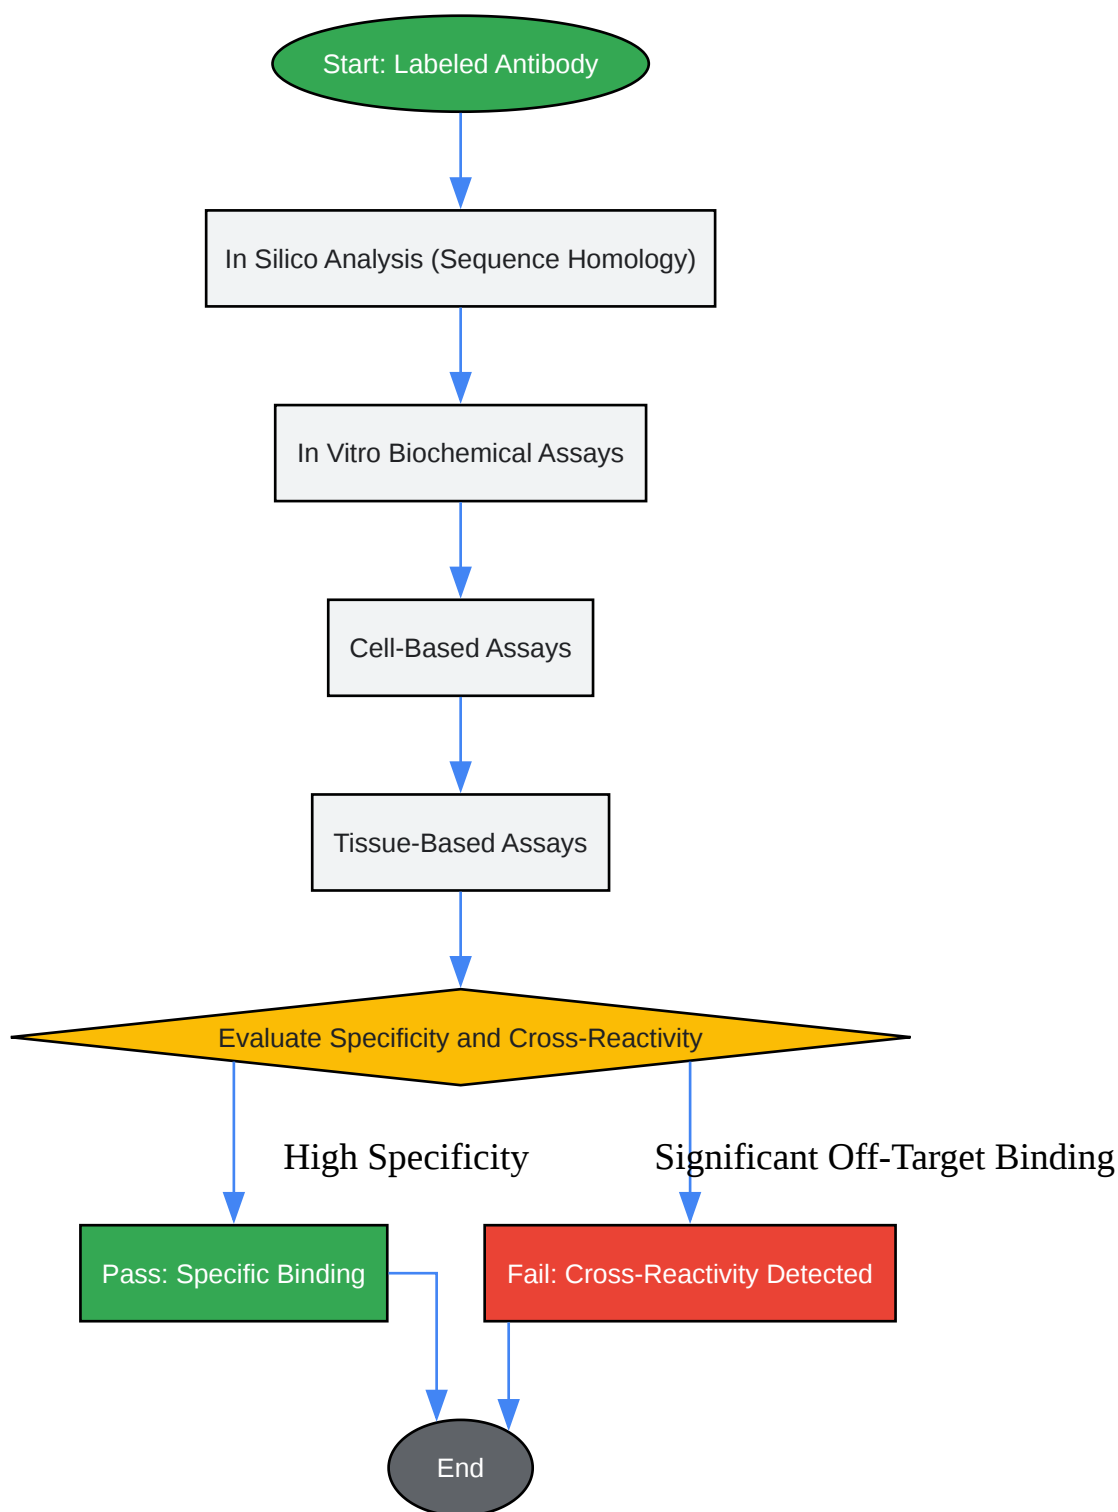 Start: Labeled Antibody
In Silico Analysis (Sequence Homology)
In Vitro Biochemical Assays
Cell-Based Assays
Tissue-Based Assays
Evaluate Specificity and Cross-Reactivity
High Specificity
Significant Off-Target Binding
Pass: Specific Binding
Fail: Cross-Reactivity Detected
End